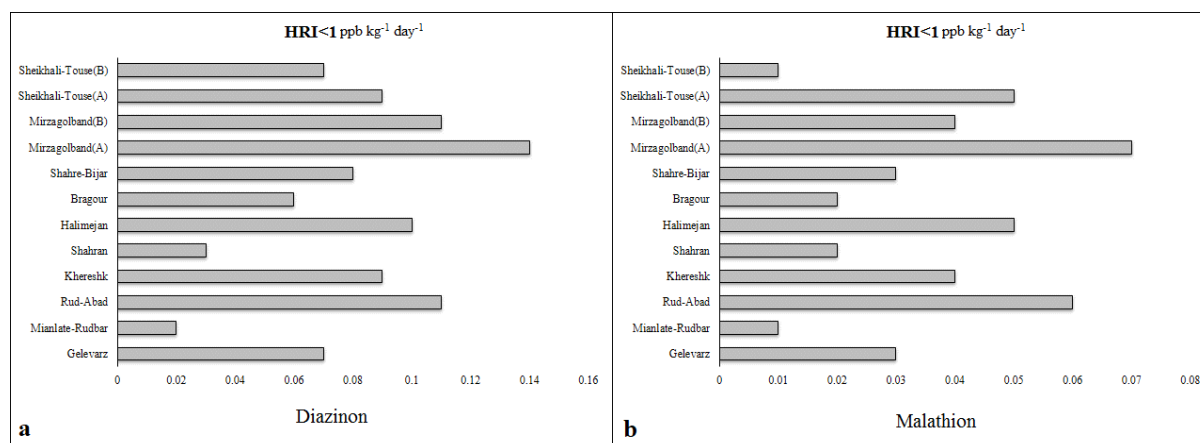 HRI<1 ppb kg⁻¹ day⁻¹
Sheikhali-Touse(B)
Sheikhali-Touse(A)
Mirzagolband(B)
Mirzagolband(A)
Shahre-Bijar
Bragour
Halimejan
Shahran
Khereshk
Rud-Abad
Mianlate-Rudbar
Gelevarz
0 0.02 0.04 0.06 0.08 0.1 0.12 0.14 0.16
Diazinon
a
HRI<1 ppb kg⁻¹ day⁻¹
Sheikhali-Touse(B)
Sheikhali-Touse(A)
Mirzagolband(B)
Mirzagolband(A)
Shahre-Bijar
Bragour
Halimejan
Shahran
Khereshk
Rud-Abad
Mianlate-Rudbar
Gelevarz
0 0.01 0.02 0.03 0.04 0.05 0.06 0.07 0.08
Malathion
b